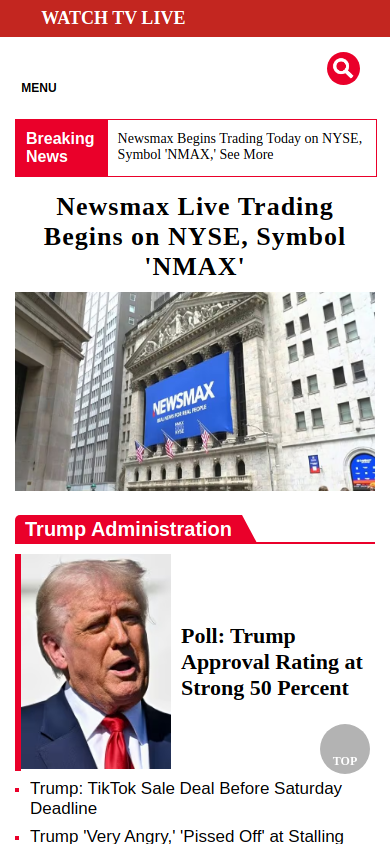 WATCH TV LIVE
MENU
Breaking
News
Newsmax Begins Trading Today on NYSE,
Symbol 'NMAX,' See More
Newsmax Live Trading
Begins on NYSE, Symbol
'NMAX'
NEWSMAX
REAL NEWS FOR REAL PEOPLE
NMAX
NYSE
Trump Administration
Poll: Trump
Approval Rating at
Strong 50 Percent
TOP
Trump: TikTok Sale Deal Before Saturday
Deadline
Trump 'Very Angry,' 'Pissed Off' at Stalling